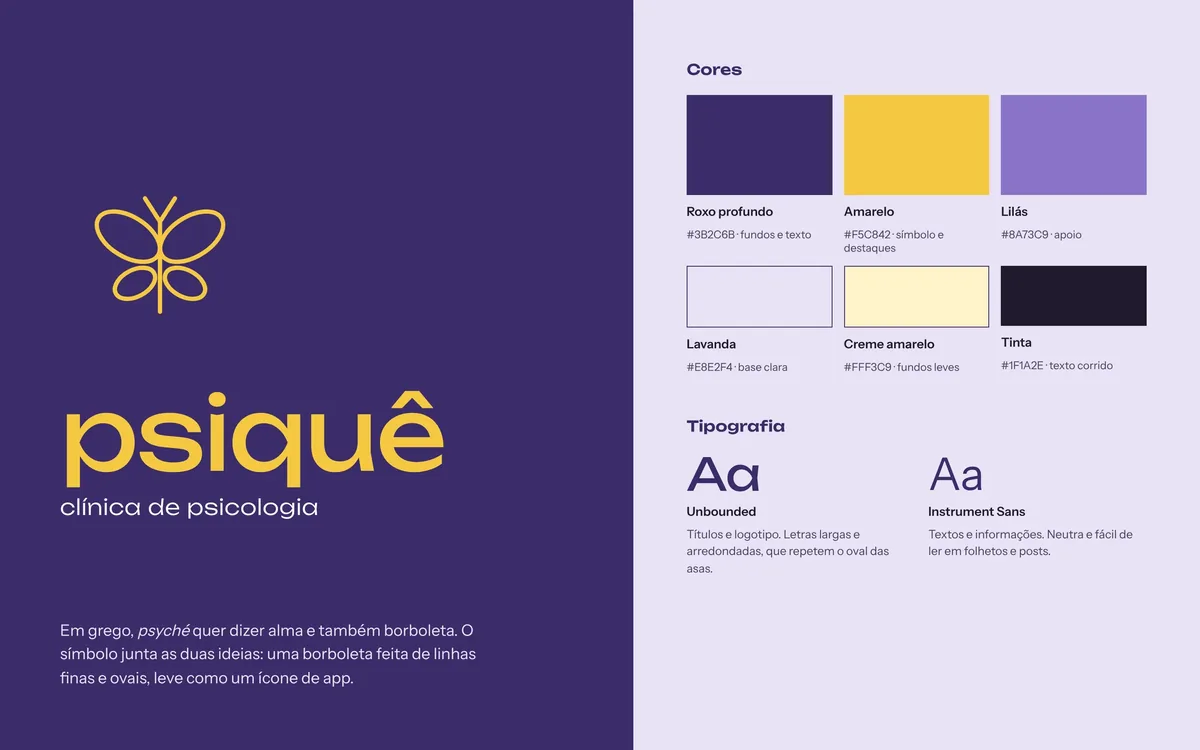 psiquê
clínica de psicologia
Em grego, psyché quer dizer alma e também borboleta. O
símbolo junta as duas ideias: uma borboleta feita de linhas
finas e ovais, leve como um ícone de app.
Cores
Roxo profundo
#3B2C6B · fundos e texto
Amarelo
#F5C842 · símbolo e
destaques
Lilás
#8A73C9 · apoio
Lavanda
#E8E2F4 · base clara
Creme amarelo
#FFF3C9 · fundos leves
Tinta
#1F1A2E · texto corrido
Tipografia
Aa
Unbounded
Títulos e logotipo. Letras largas e
arredondadas, que repetem o oval das
asas.
Aa
Instrument Sans
Textos e informações. Neutra e fácil de
ler em folhetos e posts.